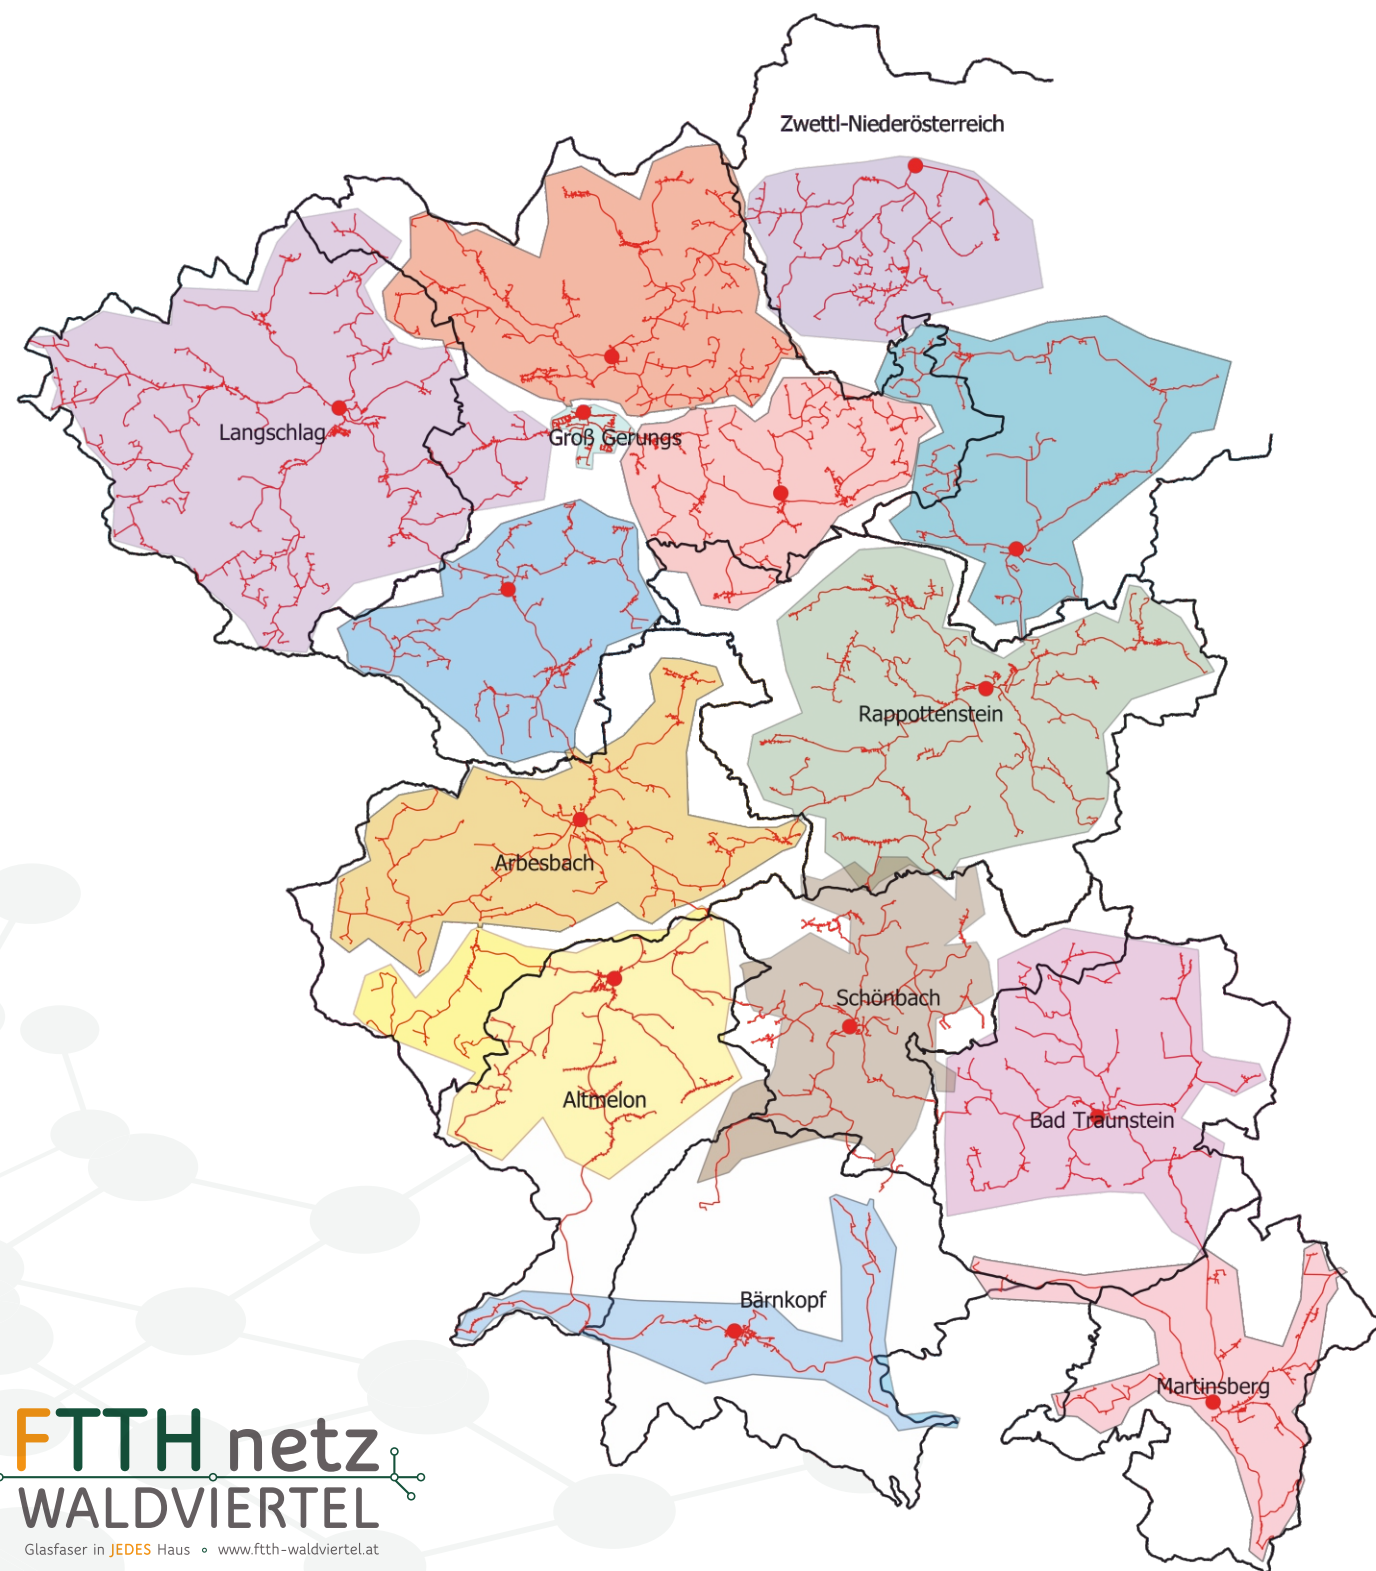 Zwettl-Niederösterreich
Langschlag
Groß Gerungs
Rappottenstein
Arbesbach
Schönbach
Altmelon
Bad Traunstein
Bärnkopf
Martinsberg
FTTH netz
WALDVIERTEL
Glasfaser in JEDES Haus • www.ftth-waldviertel.at